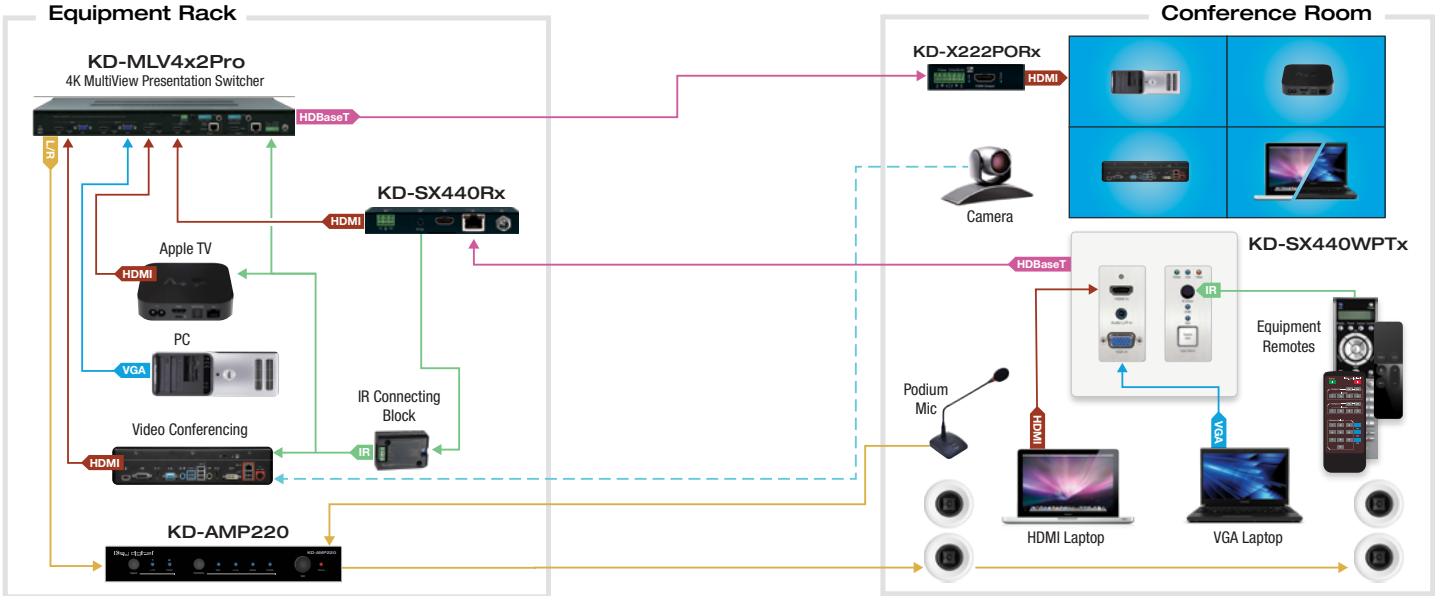 Equipment Rack
Conference Room
KD-MLV4x2Pro
4K MultiView Presentation Switcher
KD-X222PORx
HDMI
HDBaseT
L/R
KD-SX440Rx
HDMI
Camera
KD-SX440WPTx
HDBaseT
Apple TV
HDMI
IR
PC
Equipment
Remotes
VGA
IR Connecting
Block
Podium
Mic
Video Conferencing
HDMI
VGA
IR
HDMI
KD-AMP220
KD-AMP220
HDMI Laptop
VGA Laptop